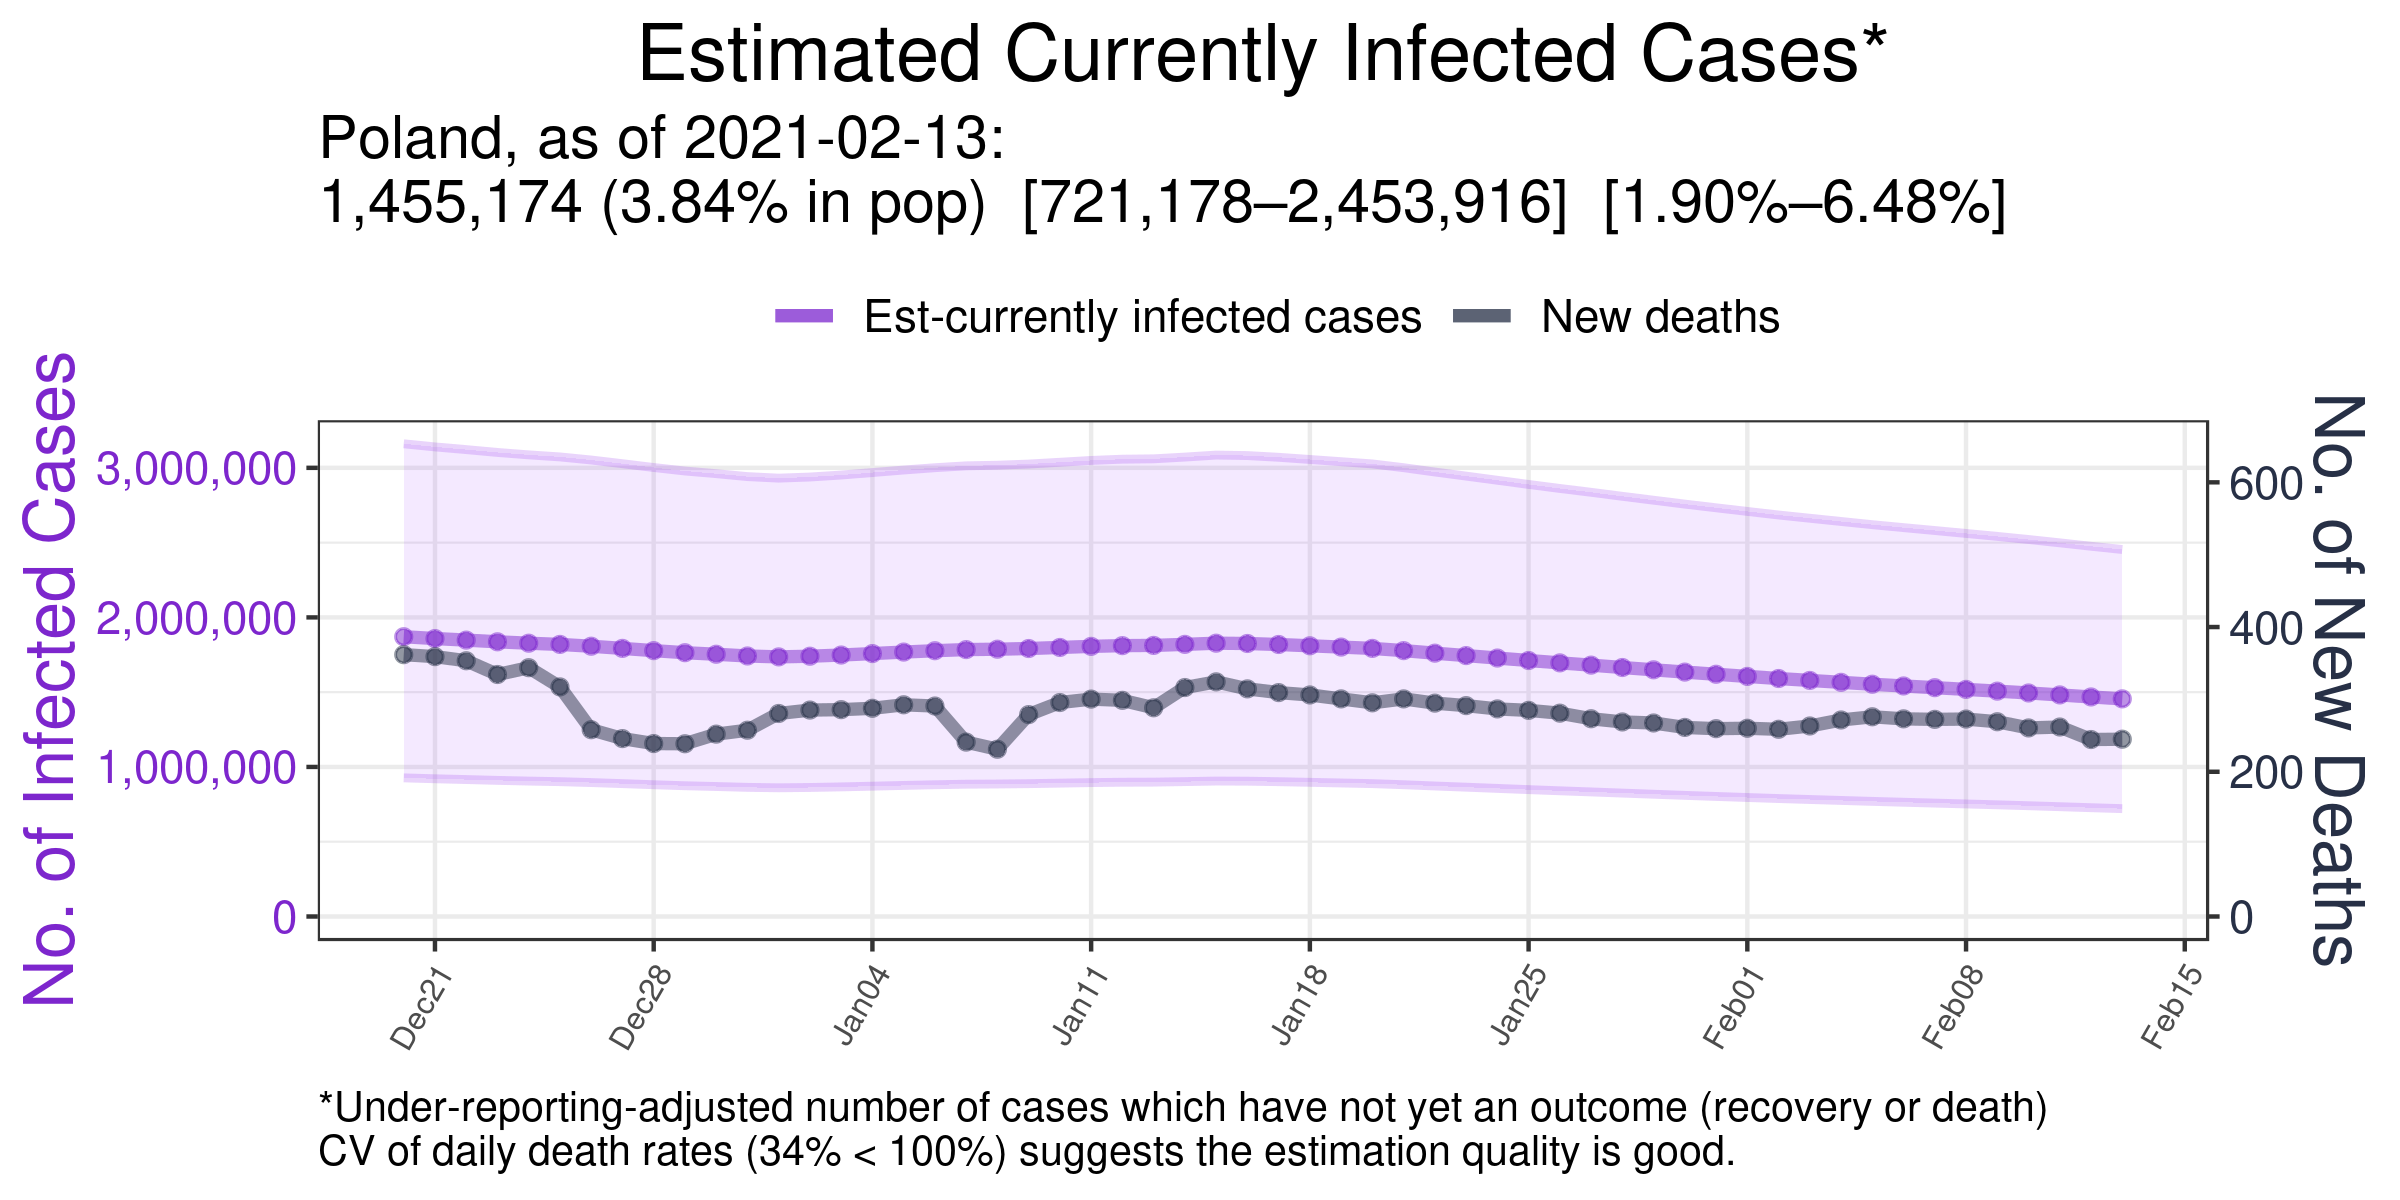 Estimated Currently Infected Cases*
Poland, as of 2021-02-13:
1,455,174 (3.84% in pop) [721,178–2,453,916] [1.90%–6.48%]
Est-currently infected cases
New deaths
No. of Infected Cases
3,000,000
2,000,000
1,000,000
0
No. of New Deaths
600
400
200
0
Dec21
Dec28
Jan04
Jan11
Jan18
Jan25
Feb01
Feb08
Feb15
*Under-reporting-adjusted number of cases which have not yet an outcome (recovery or death)
CV of daily death rates (34% < 100%) suggests the estimation quality is good.